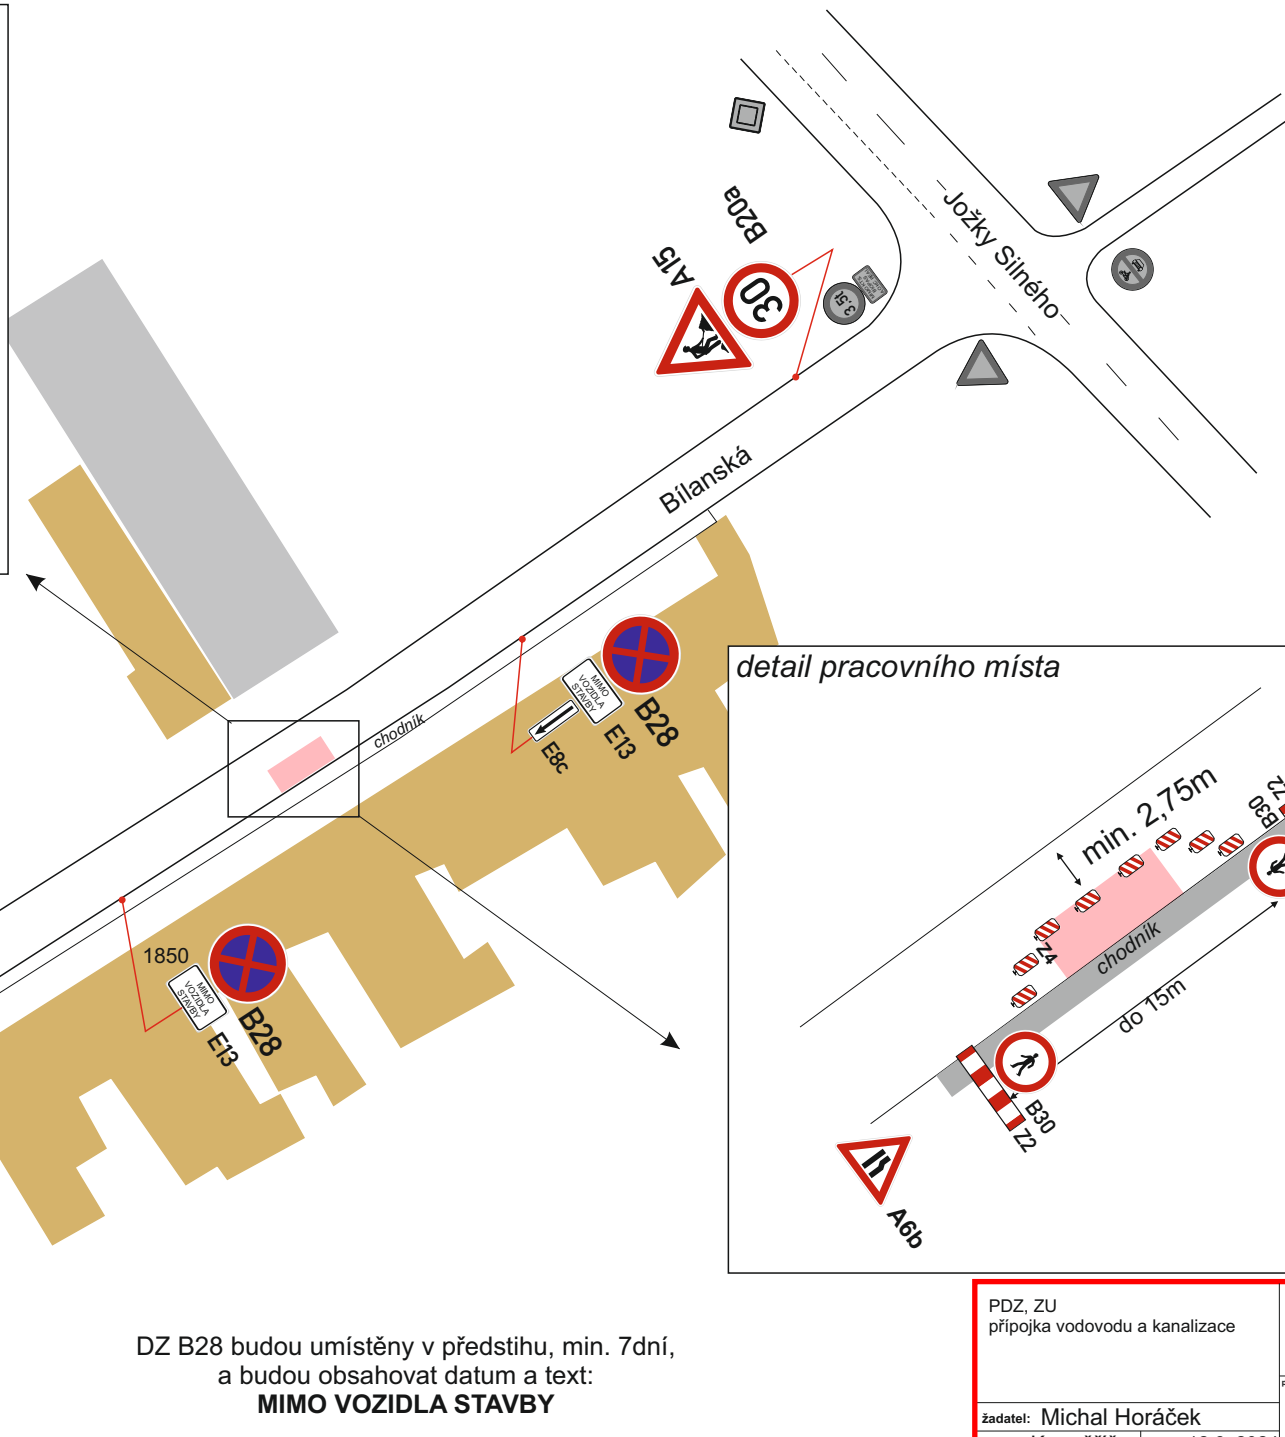 B20a
A15
30
3,5t
Jožky Silného
Bílanská
chodník
MIMO
VOZIDLA
STAVBY
B28
E13
E8c
1850
MIMO
VOZIDLA
STAVBY
B28
E13
detail pracovního místa
min. 2,75m
B30
Z2
Z4
chodník
do 15m
B30
Z2
A6b
DZ B28 budou umístěny v předstihu, min. 7dní,
a budou obsahovat datum a text:
MIMO VOZIDLA STAVBY
PDZ, ZU
přípojka vodovodu a kanalizace
žadatel: Michal Horáček